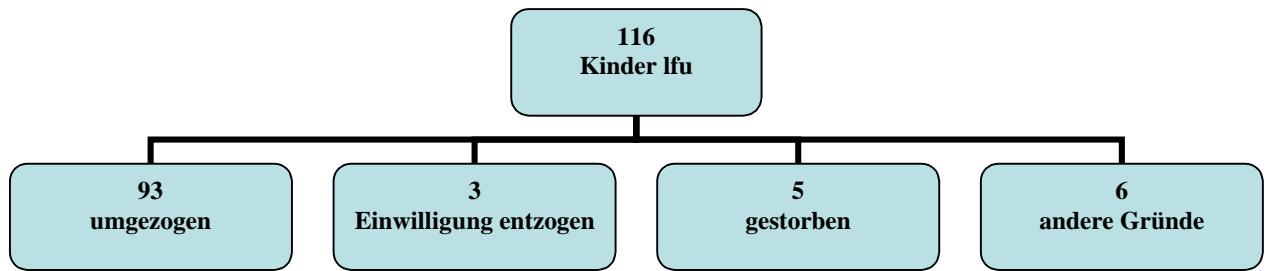 116
Kinder lfu
93
umgezogen
3
Einwilligung entzogen
5
gestorben
6
andere Gründe